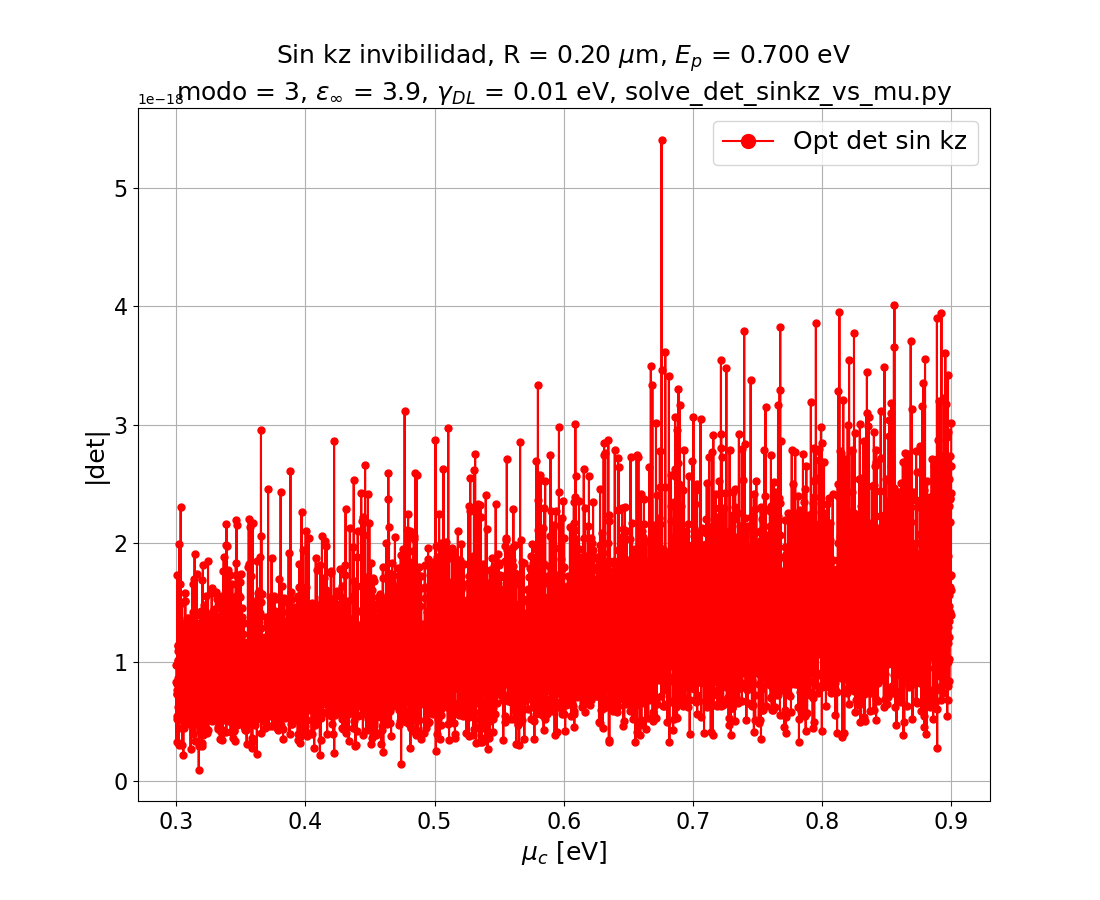 Sin kz invibilidad, R = 0.20 μm, E_p = 0.700 eV
modo = 3, ε_∞ = 3.9, γ_DL = 0.01 eV, solve_det_sinkz_vs_mu.py
1e−18
Opt det sin kz
5
4
3
2
1
0
|det|
0.3 0.4 0.5 0.6 0.7 0.8 0.9
μ_c [eV]